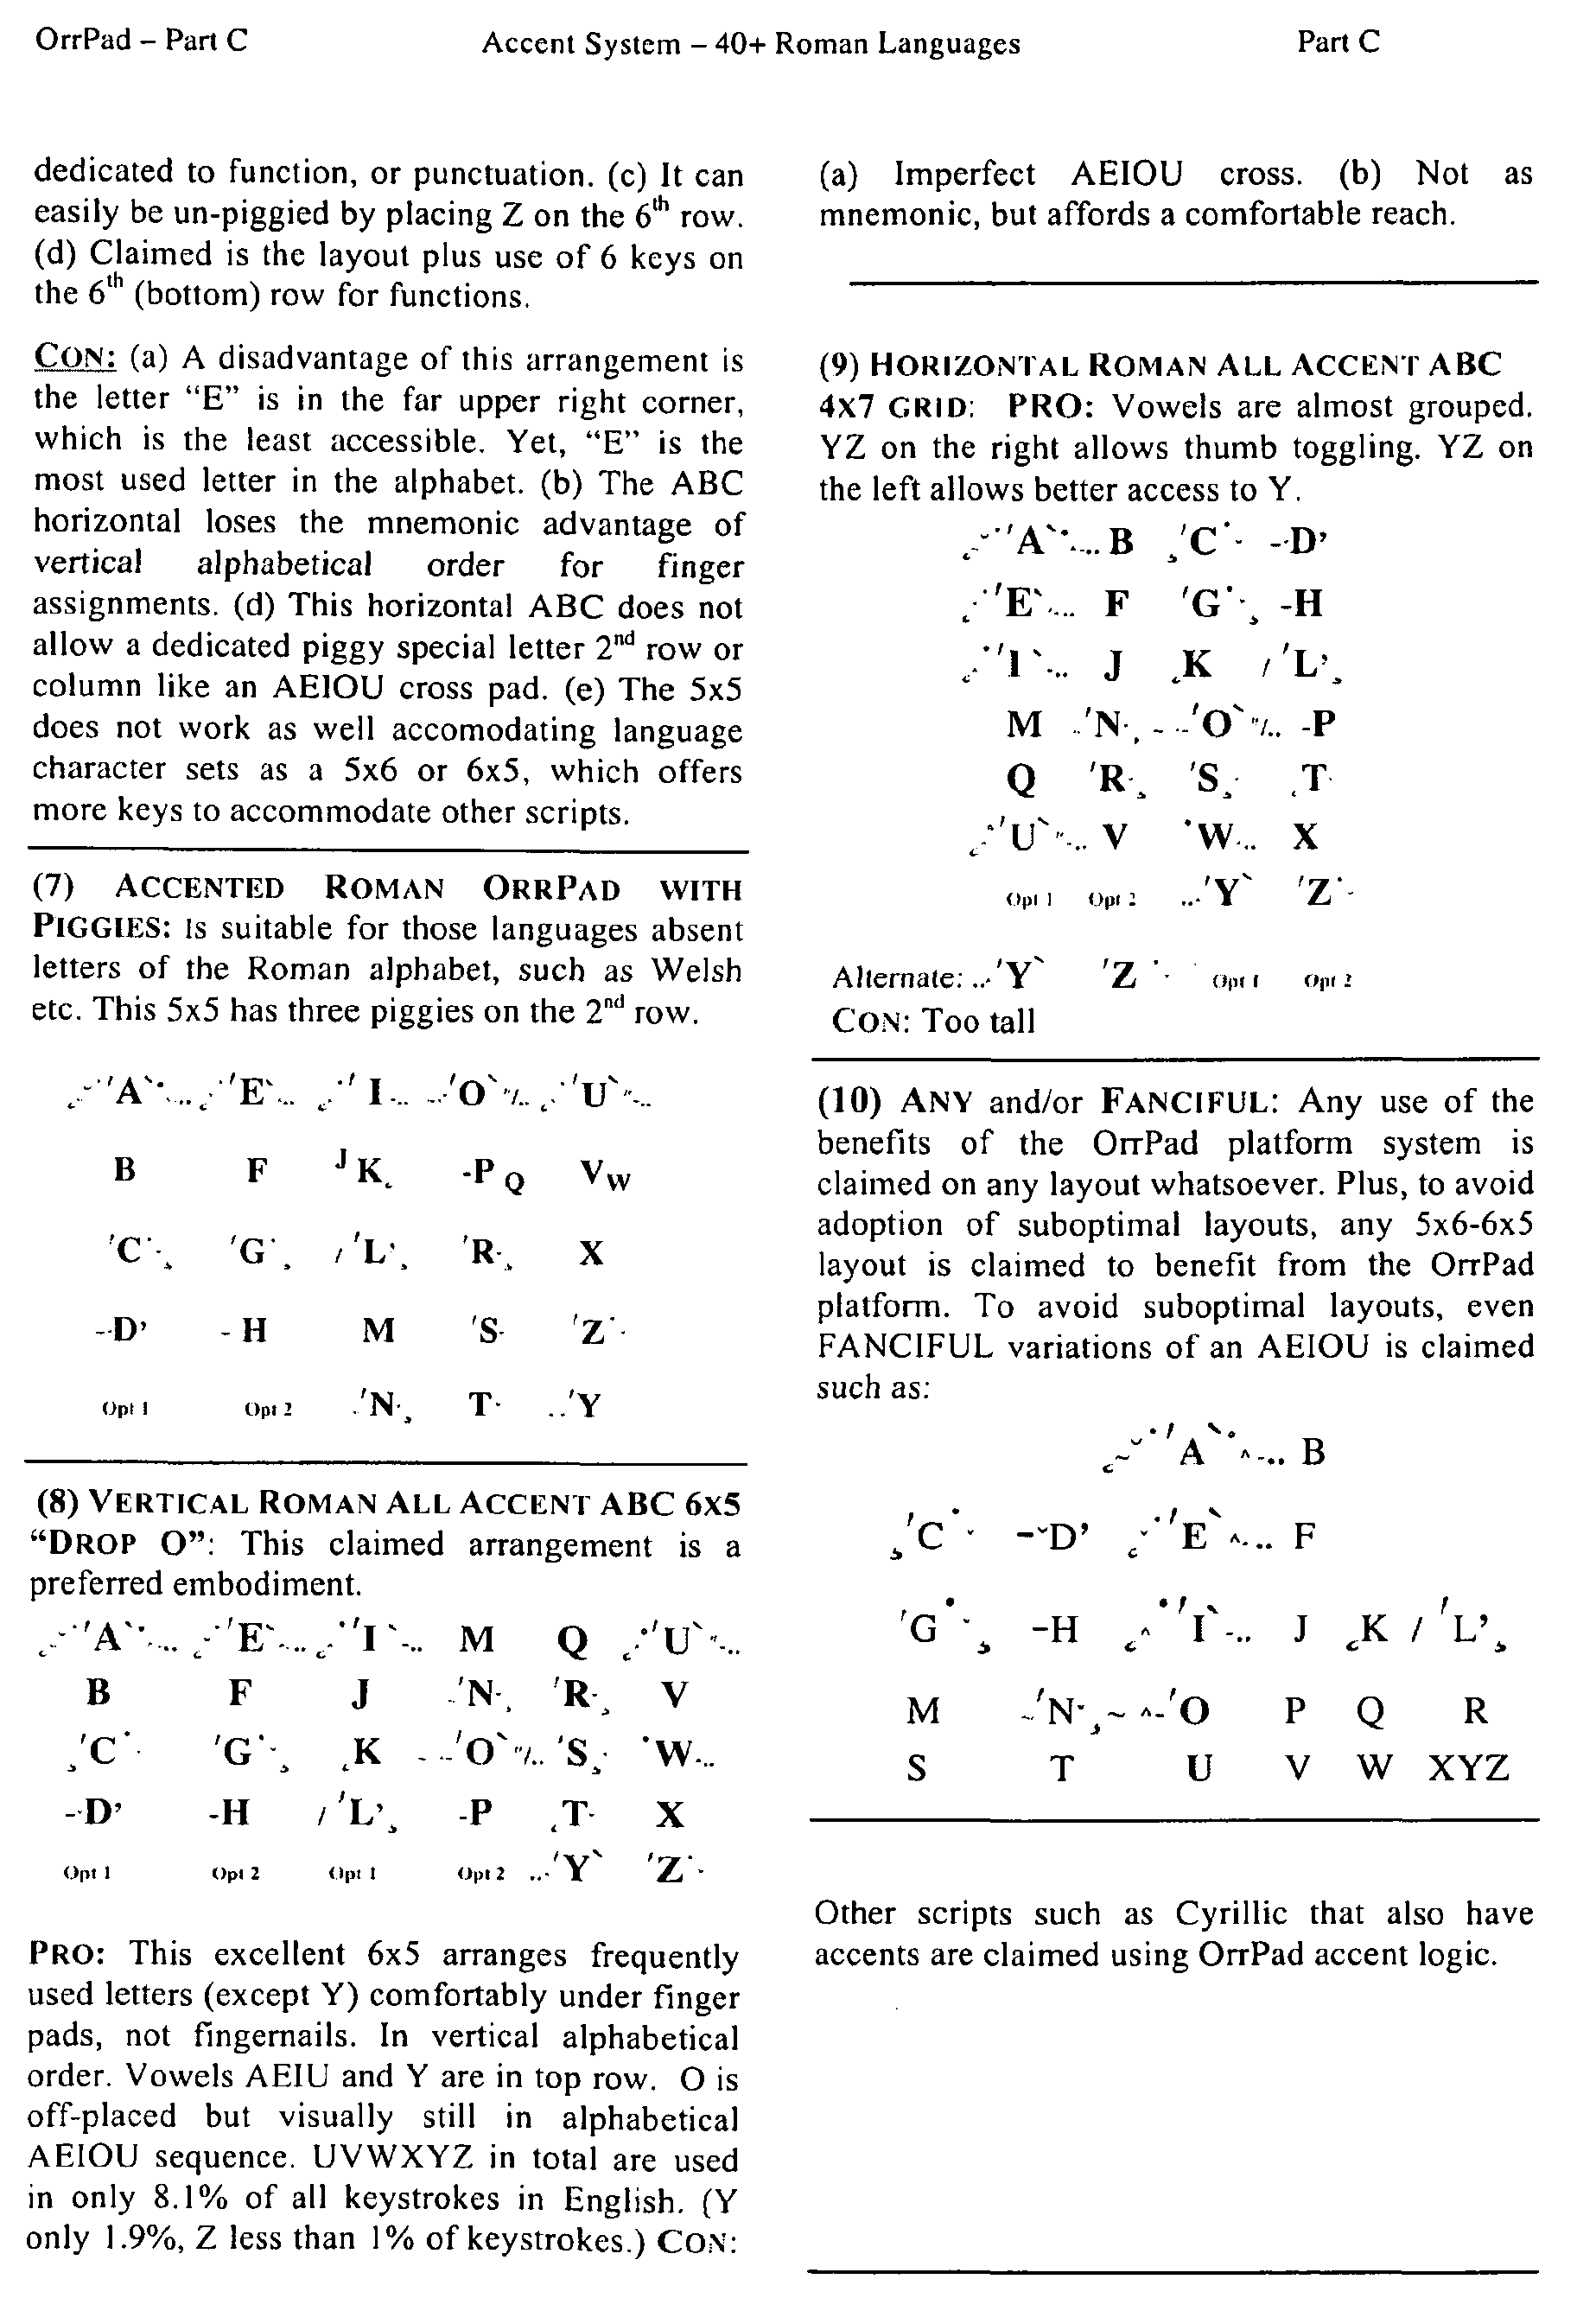 OrrPad – Part C Accent System – 40+ Roman Languages Part C
dedicated to function, or punctuation. (c) It can
easily be un-piggied by placing Z on the 6th row.
(d) Claimed is the layout plus use of 6 keys on
the 6th (bottom) row for functions.
CON: (a) A disadvantage of this arrangement is
the letter “E” is in the far upper right corner,
which is the least accessible. Yet, “E” is the
most used letter in the alphabet. (b) The ABC
horizontal loses the mnemonic advantage of
vertical alphabetical order for finger
assignments. (d) This horizontal ABC does not
allow a dedicated piggy special letter 2nd row or
column like an AEIOU cross pad. (e) The 5x5
does not work as well accomodating language
character sets as a 5x6 or 6x5, which offers
more keys to accommodate other scripts.
(7) ACCENTED ROMAN ORRPAD WITH
PIGGIES: Is suitable for those languages absent
letters of the Roman alphabet, such as Welsh
etc. This 5x5 has three piggies on the 2nd row.
A E I O U
B F J K -P Q V W
'C 'G / 'L' 'R X
--D' -H M 'S 'Z
Opt 1 Opt 2 'N T 'Y
(8) VERTICAL ROMAN ALL ACCENT ABC 6X5
“DROP O”: This claimed arrangement is a
preferred embodiment.
A E I M Q U
B F J 'N 'R V
'C 'G K 'O 'S W
--D' -H / 'L' -P T X
Opt 1 Opt 2 Opt 1 Opt 2 'Y 'Z
PRO: This excellent 6x5 arranges frequently
used letters (except Y) comfortably under finger
pads, not fingernails. In vertical alphabetical
order. Vowels AEIU and Y are in top row. O is
off-placed but visually still in alphabetical
AEIOU sequence. UVWXYZ in total are used
in only 8.1% of all keystrokes in English. (Y
only 1.9%, Z less than 1% of keystrokes.) CON:
(a) Imperfect AEIOU cross. (b) Not as
mnemonic, but affords a comfortable reach.
(9) HORIZONTAL ROMAN ALL ACCENT ABC
4X7 GRID: PRO: Vowels are almost grouped.
YZ on the right allows thumb toggling. YZ on
the left allows better access to Y.
A B 'C --D'
E F 'G -H
I J K / 'L'
M 'N 'O -P
Q 'R 'S T
U V W X
Opt 1 Opt 2 'Y 'Z
Alternate: 'Y 'Z Opt 1 Opt 2
CON: Too tall
(10) ANY and/or FANCIFUL: Any use of the
benefits of the OrrPad platform system is
claimed on any layout whatsoever. Plus, to avoid
adoption of suboptimal layouts, any 5x6-6x5
layout is claimed to benefit from the OrrPad
platform. To avoid suboptimal layouts, even
FANCIFUL variations of an AEIOU is claimed
such as:
A B
'C -D' E F
'G -H I J K / 'L'
M 'N 'O P Q R
S T U V W XYZ
Other scripts such as Cyrillic that also have
accents are claimed using OrrPad accent logic.